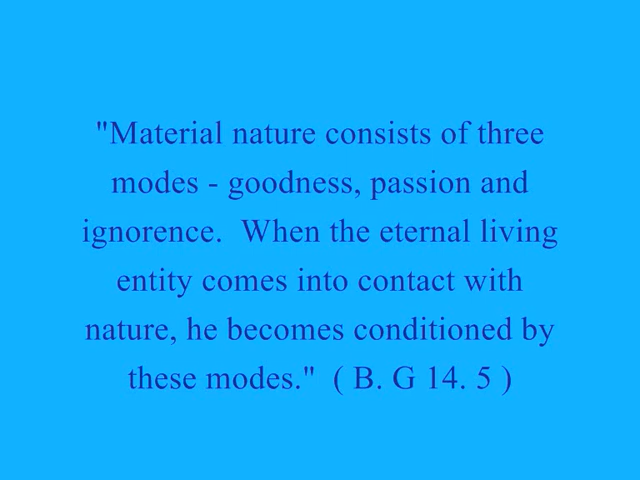 "Material nature consists of three
modes - goodness, passion and
ignorence.  When the eternal living
entity comes into contact with
nature, he becomes conditioned by
these modes."  ( B. G 14. 5 )